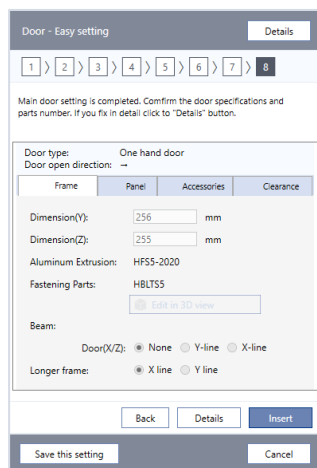 Door - Easy setting
Details
1 > 2 > 3 > 4 > 5 > 6 > 7 > 8
Main door setting is completed. Comfirm the door specifications and
parts number. If you fix in detail click to "Details" button.
Door type: One hand door
Door open direction: →
Frame Panel Accessories Clearance
Dimension(Y): 256 mm
Dimension(Z): 255 mm
Aluminum Extrusion: HFS5-2020
Fastening Parts: HBLTS5
Edit in 3D view
Beam:
Door(X/Z): None Y-line X-line
Longer frame: X line Y line
Back Details Insert
Save this setting Cancel